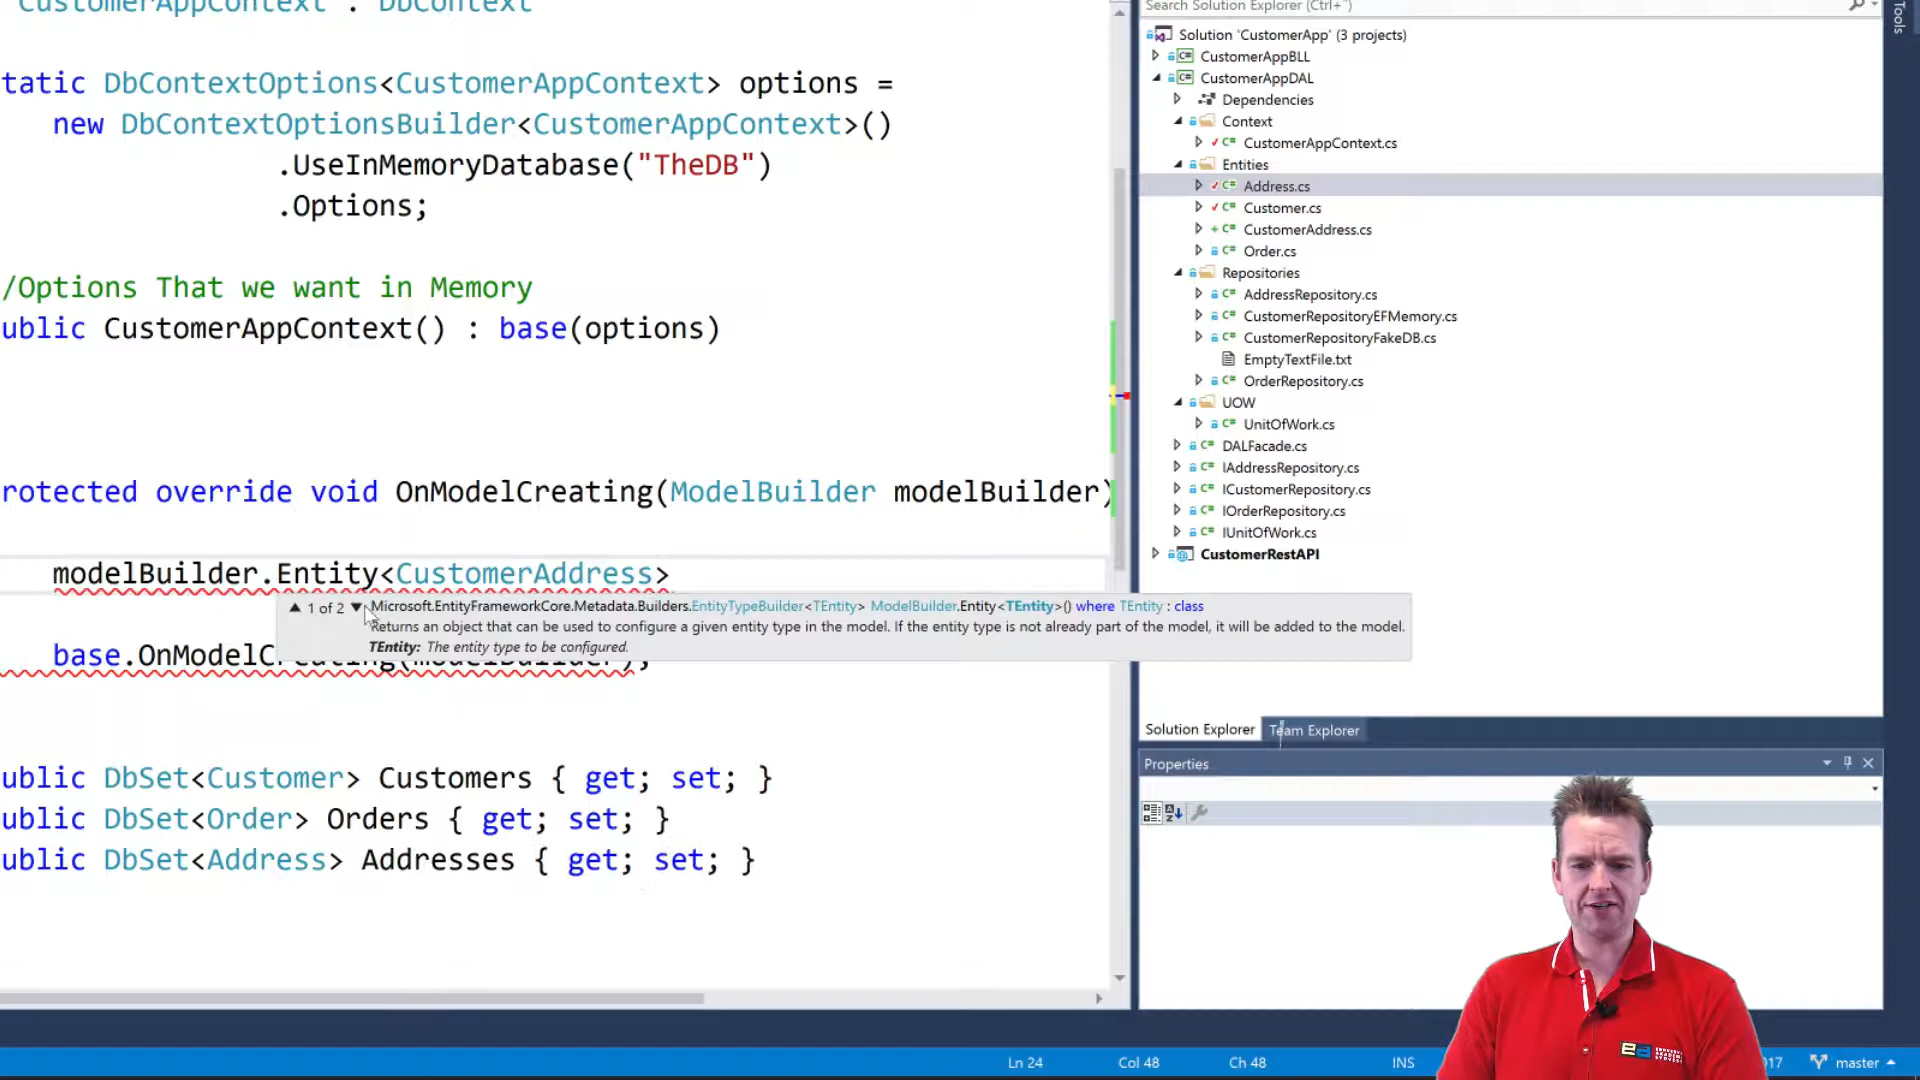 CustomerAppContext : DbContext
tatic DbContextOptions<CustomerAppContext> options =
new DbContextOptionsBuilder<CustomerAppContext>()
.UseInMemoryDatabase("TheDB")
.Options;
/Options That we want in Memory
ublic CustomerAppContext() : base(options)
rotected override void OnModelCreating(ModelBuilder modelBuilder)
modelBuilder.Entity<CustomerAddress>
1 of 2 Microsoft.EntityFrameworkCore.Metadata.Builders.EntityTypeBuilder<TEntity> ModelBuilder.Entity<TEntity>() where TEntity : class
Returns an object that can be used to configure a given entity type in the model. If the entity type is not already part of the model, it will be added to the model.
TEntity: The entity type to be configured.
base.OnModelCreating(modelBuilder);
ublic DbSet<Customer> Customers { get; set; }
ublic DbSet<Order> Orders { get; set; }
ublic DbSet<Address> Addresses { get; set; }
Search Solution Explorer (Ctrl+¨)
Solution 'CustomerApp' (3 projects)
CustomerAppBLL
CustomerAppDAL
Dependencies
Context
CustomerAppContext.cs
Entities
Address.cs
Customer.cs
CustomerAddress.cs
Order.cs
Repositories
AddressRepository.cs
CustomerRepositoryEFMemory.cs
CustomerRepositoryFakeDB.cs
EmptyTextFile.txt
OrderRepository.cs
UOW
UnitOfWork.cs
DALFacade.cs
IAddressRepository.cs
ICustomerRepository.cs
IOrderRepository.cs
IUnitOfWork.cs
CustomerRestAPI
Solution Explorer Team Explorer
Properties
Tools
Ln 24 Col 48 Ch 48 INS 017 master